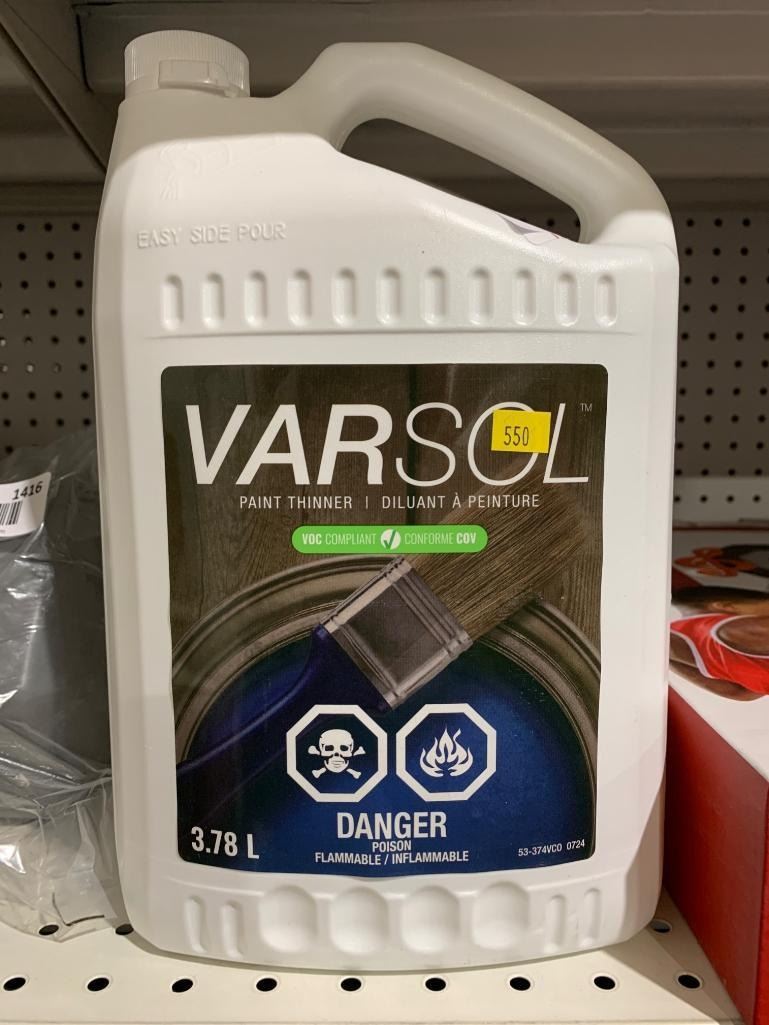 EASY SIDE POUR
VARSOL™
550
PAINT THINNER | DILUANT À PEINTURE
VOC COMPLIANT CONFORME COV
1416
DANGER
POISON
FLAMMABLE / INFLAMMABLE
3.78 L
53-374VCO 0724